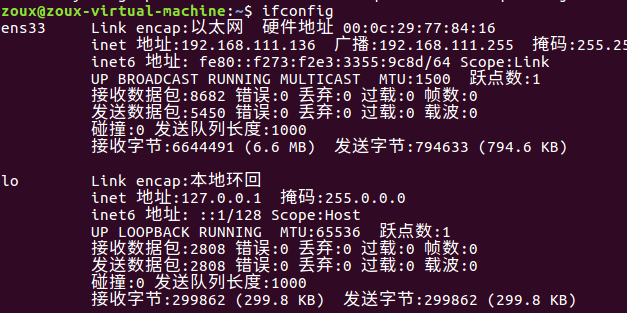 zoux@zoux-virtual-machine:~$ ifconfig
ens33 Link encap:以太网 硬件地址 00:0c:29:77:84:16
inet 地址:192.168.111.136 广播:192.168.111.255 掩码:255.25
inet6 地址: fe80::f273:f2e3:3355:9c8d/64 Scope:Link
UP BROADCAST RUNNING MULTICAST MTU:1500 跃点数:1
接收数据包:8682 错误:0 丢弃:0 过载:0 帧数:0
发送数据包:5450 错误:0 丢弃:0 过载:0 载波:0
碰撞:0 发送队列长度:1000
接收字节:6644491 (6.6 MB) 发送字节:794633 (794.6 KB)
lo Link encap:本地环回
inet 地址:127.0.0.1 掩码:255.0.0.0
inet6 地址: ::1/128 Scope:Host
UP LOOPBACK RUNNING MTU:65536 跃点数:1
接收数据包:2808 错误:0 丢弃:0 过载:0 帧数:0
发送数据包:2808 错误:0 丢弃:0 过载:0 载波:0
碰撞:0 发送队列长度:1000
接收字节:299862 (299.8 KB) 发送字节:299862 (299.8 KB)